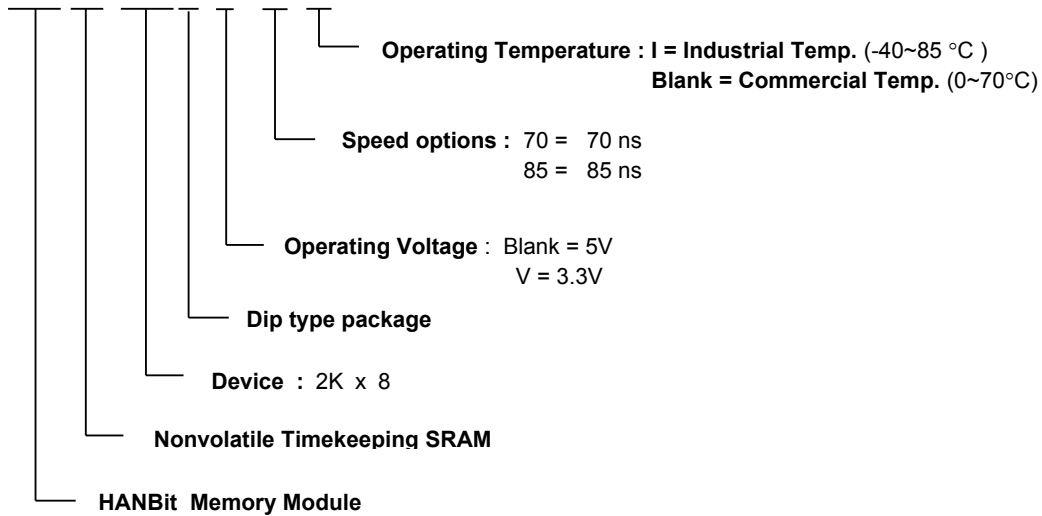 Operating Temperature : I = Industrial Temp. (-40~85 °C )
Blank = Commercial Temp. (0~70°C)
Speed options : 70 = 70 ns
85 = 85 ns
Operating Voltage : Blank = 5V
V = 3.3V
Dip type package
Device : 2K x 8
Nonvolatile Timekeeping SRAM
HANBit Memory Module